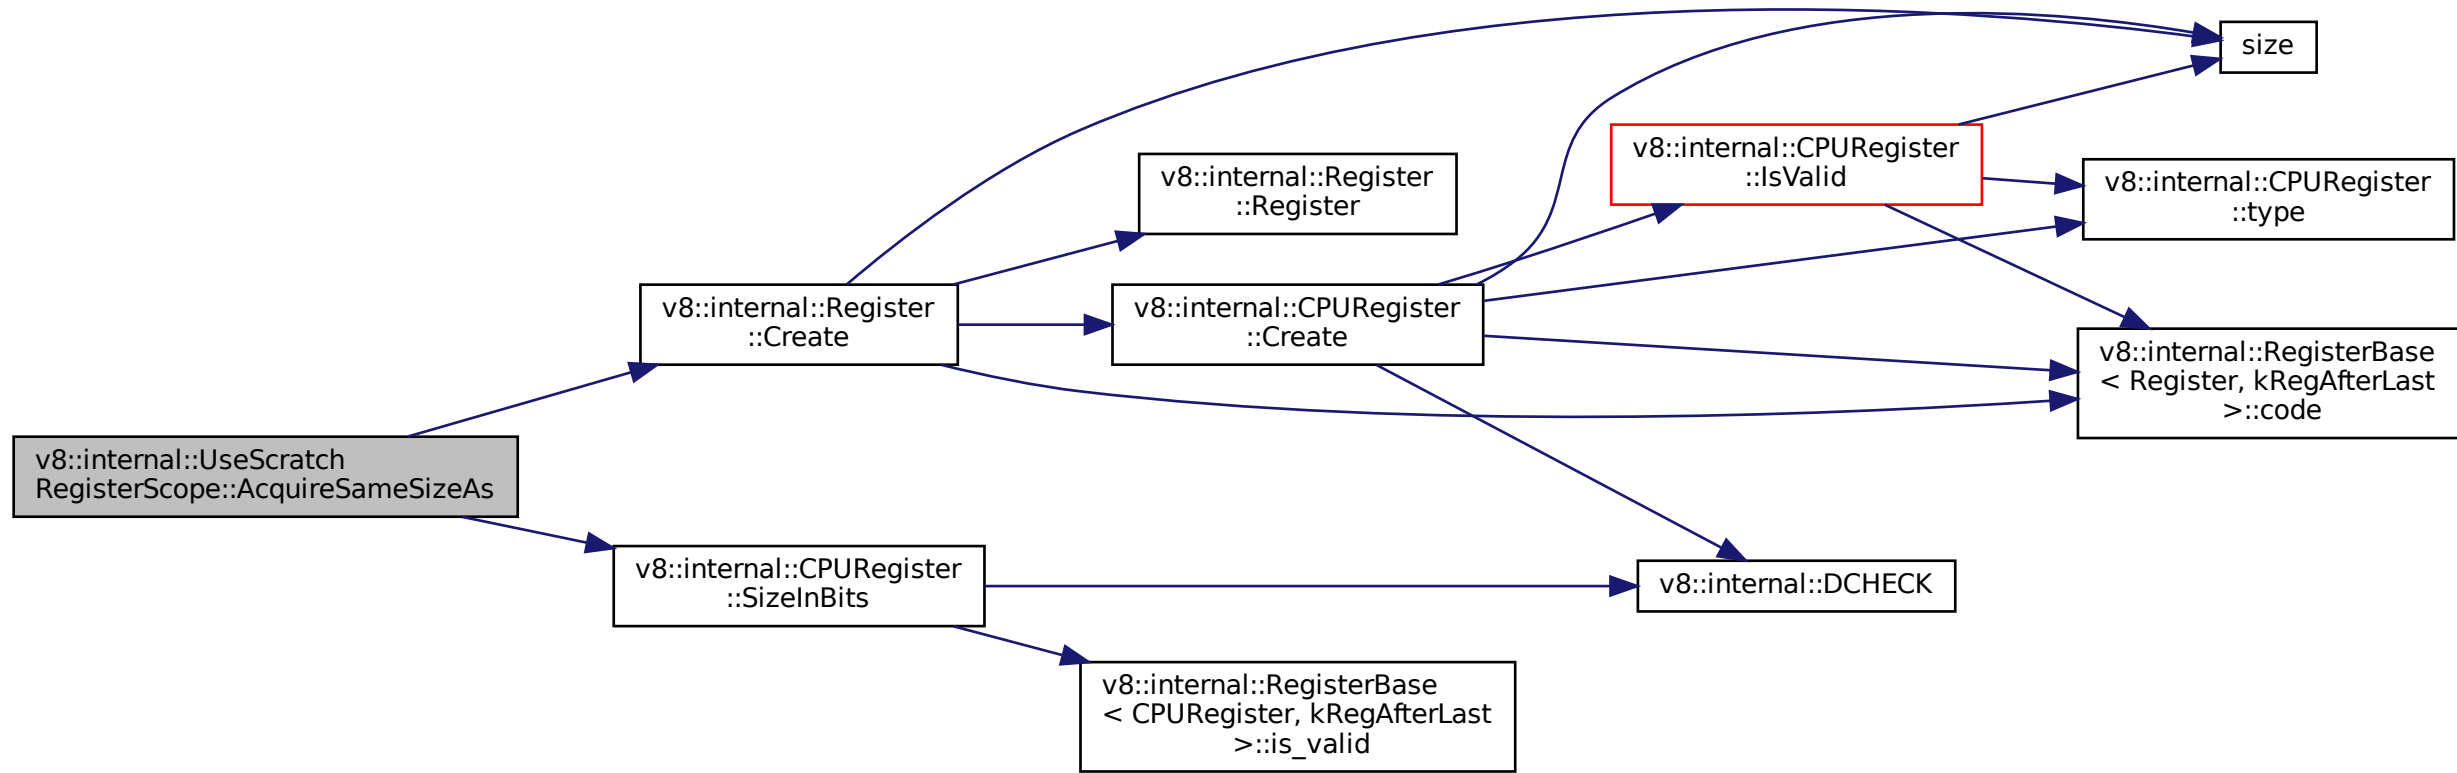 size
v8::internal::CPURegister
::IsValid
v8::internal::Register
::Register
v8::internal::CPURegister
::type
v8::internal::Register
::Create
v8::internal::CPURegister
::Create
v8::internal::RegisterBase
< Register, kRegAfterLast
>::code
v8::internal::UseScratch
RegisterScope::AcquireSameSizeAs
v8::internal::CPURegister
::SizeInBits
v8::internal::DCHECK
v8::internal::RegisterBase
< CPURegister, kRegAfterLast
>::is_valid